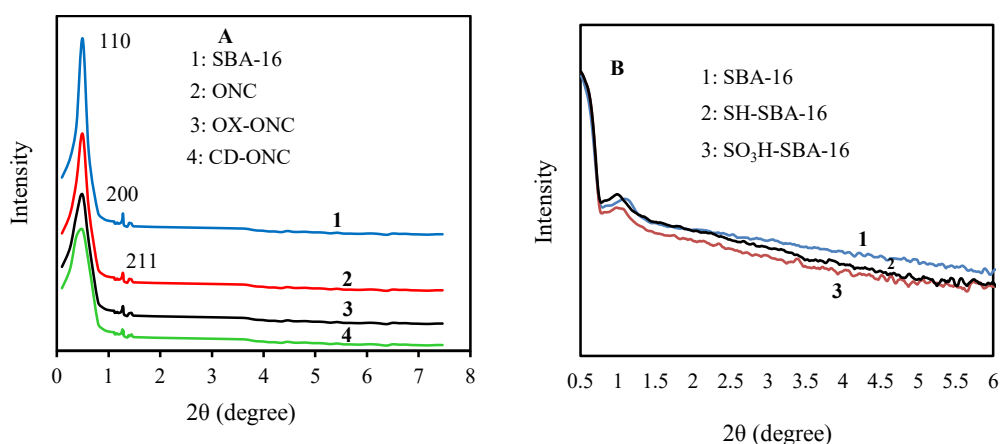 A
110
1: SBA-16
2: ONC
3: OX-ONC
4: CD-ONC
200
211
1
2
3
4
Intensity
0 1 2 3 4 5 6 7 8
2θ (degree)
B
1: SBA-16
2: SH-SBA-16
3: SO₃H-SBA-16
1
2
3
Intensity
0.5 1 1.5 2 2.5 3 3.5 4 4.5 5 5.5 6
2θ (degree)